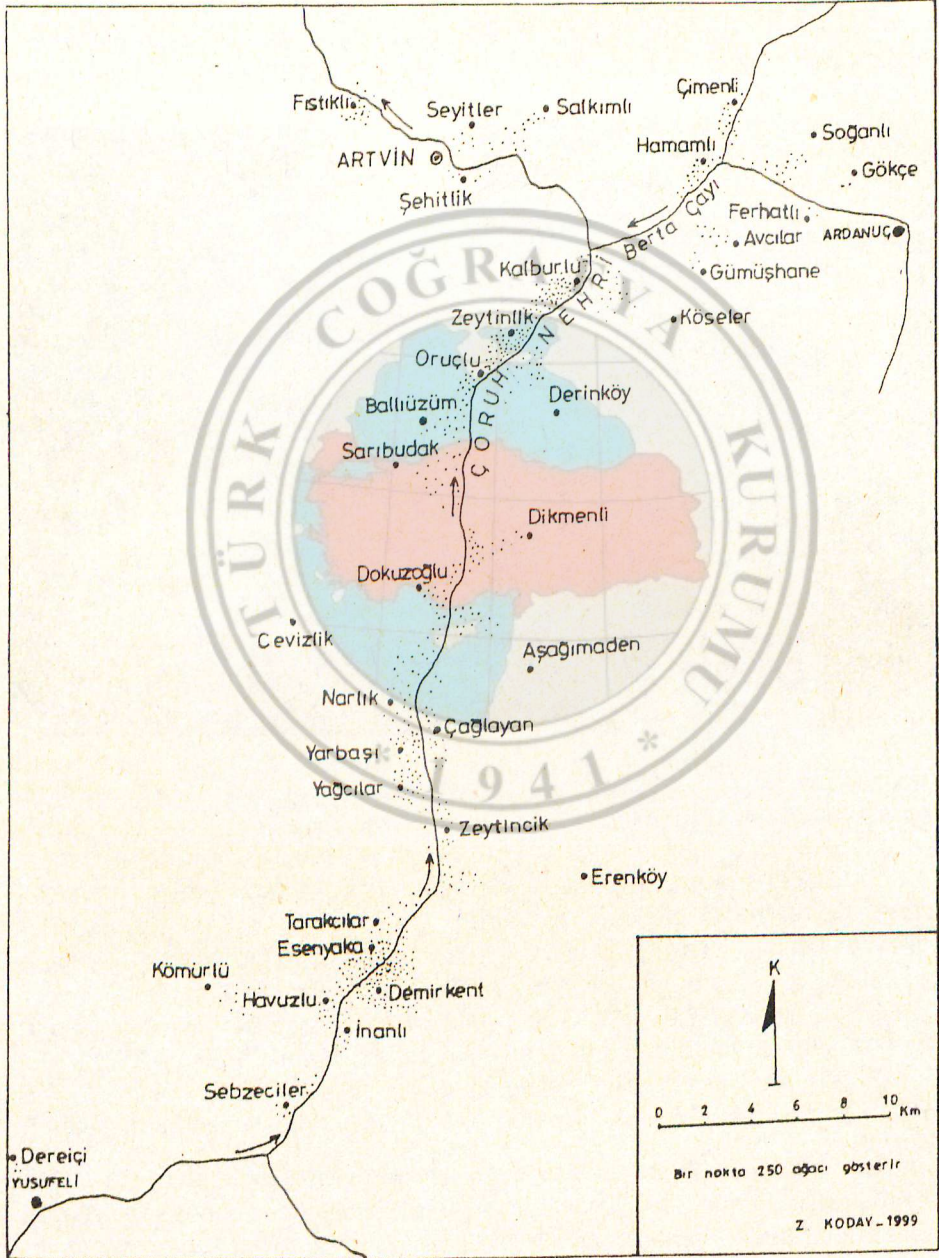 Çimenli
Fıstıklı
Seyitler
Salkımlı
Soğanlı
Hamamlı
ARTVİN
Gökçe
Şehitlik
Berta Çayı
Ferhatlı
Avcılar
ARDANUÇ
Kalburlu
Gümüşhane
Zeytinlik
Köseler
ÇORUH NEHRİ
Oruçlu
Derinköy
Ballıüzüm
Sarıbudak
Dikmenli
Dokuzoğlu
Cevizlik
Aşağımaden
Narlık
Çağlayan
Yarbaşı
Yağcılar
Zeytincik
Erenköy
Tarakcılar
Esenyaka
Kömürlü
Havuzlu
Demirkent
İnanlı
Sebzeciler
Dereiçi
YUSUFELİ
K
0 2 4 6 8 10 Km
Bir nokta 250 ağacı gösterir
Z. KODAY-1999
TÜRK COĞRAFYA KURUMU
* 1941 *